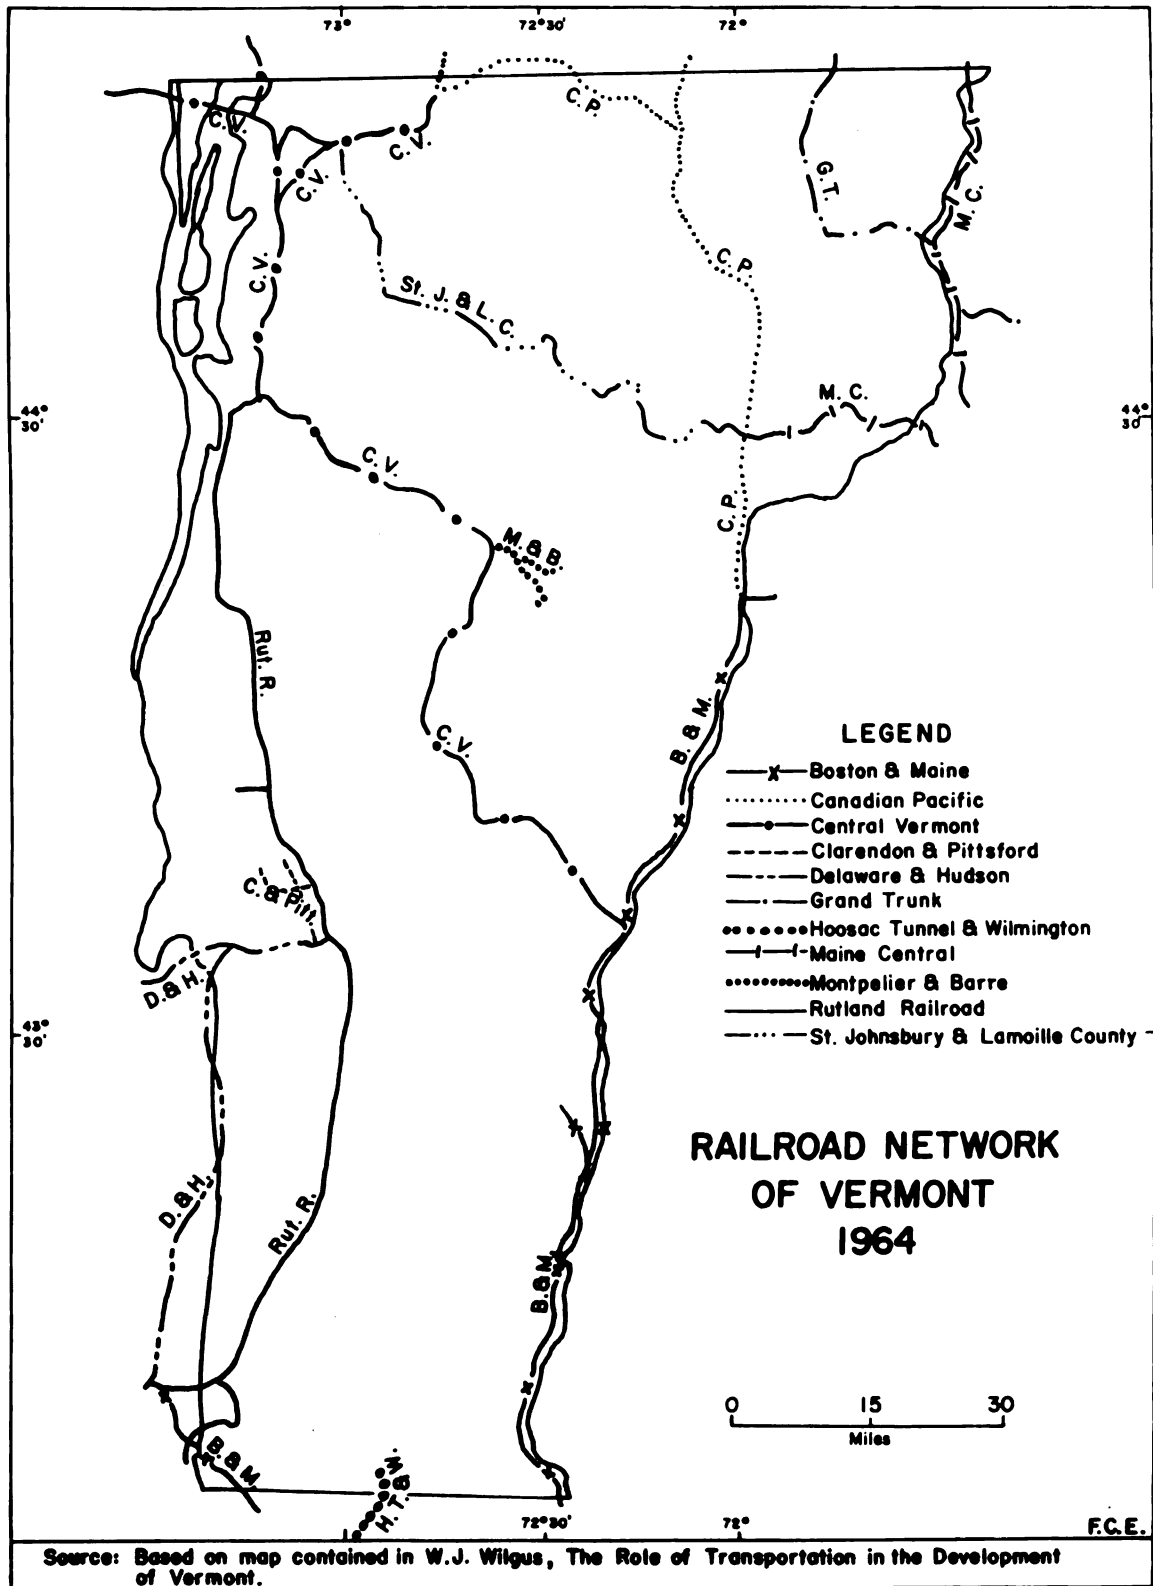 73° 72°30' 72°
C.P.
C.V.
C.V.
C.V.
G.T.
M.C.
C.V.
C.P.
St. J. & L. C.
M. C.
44° 30'
44° 30'
C.V.
C.P.
M. & B.
Rut. R.
B. & M.
C.V.
LEGEND
Boston & Maine
Canadian Pacific
Central Vermont
Clarendon & Pittsford
Delaware & Hudson
Grand Trunk
Hoosac Tunnel & Wilmington
Maine Central
Montpelier & Barre
Rutland Railroad
St. Johnsbury & Lamoille County
C. & Pitt.
D. & H.
43° 30'
RAILROAD NETWORK
OF VERMONT
1964
D. & H.
Rut. R.
B. & M.
0 15 30
Miles
B. & M.
H. T. & W.
72°30' 72°
F.C.E.
Source: Based on map contained in W.J. Wilgus, The Role of Transportation in the Development
of Vermont.